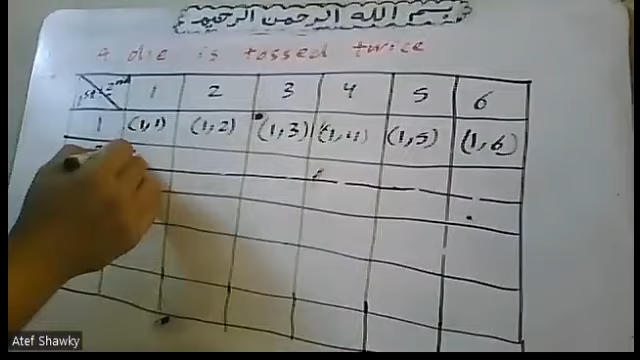 بسم الله الرحمن الرحيم
A die is tossed twice
1st 2nd 1 2 3 4 5 6
1 (1,1) (1,2) (1,3) (1,4) (1,5) (1,6)
Atef Shawky